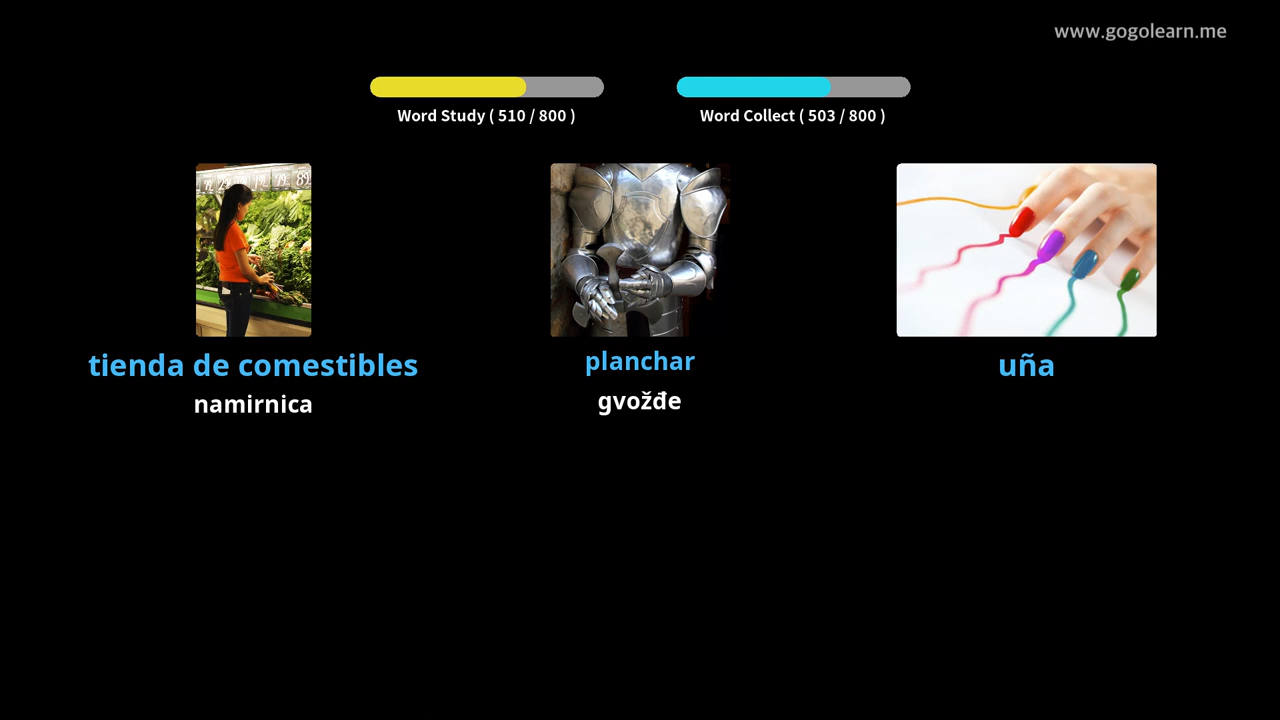 www.gogolearn.me
Word Study ( 510 / 800 )
Word Collect ( 503 / 800 )
tienda de comestibles
namirnica
planchar
gvožđe
uña